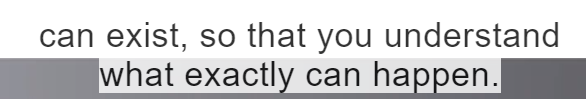 can exist, so that you understand
what exactly can happen.